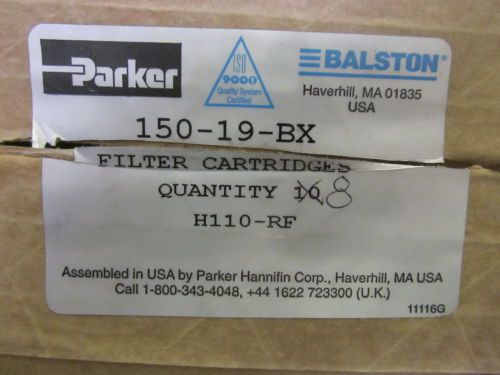 Parker
ISO
9001
Quality System
Certified
BALSTON
Haverhill, MA 01835
USA
150-19-BX
FILTER CARTRIDGES
QUANTITY 10 8
H110-RF
Assembled in USA by Parker Hannifin Corp., Haverhill, MA USA
Call 1-800-343-4048, +44 1622 723300 (U.K.)
11116G